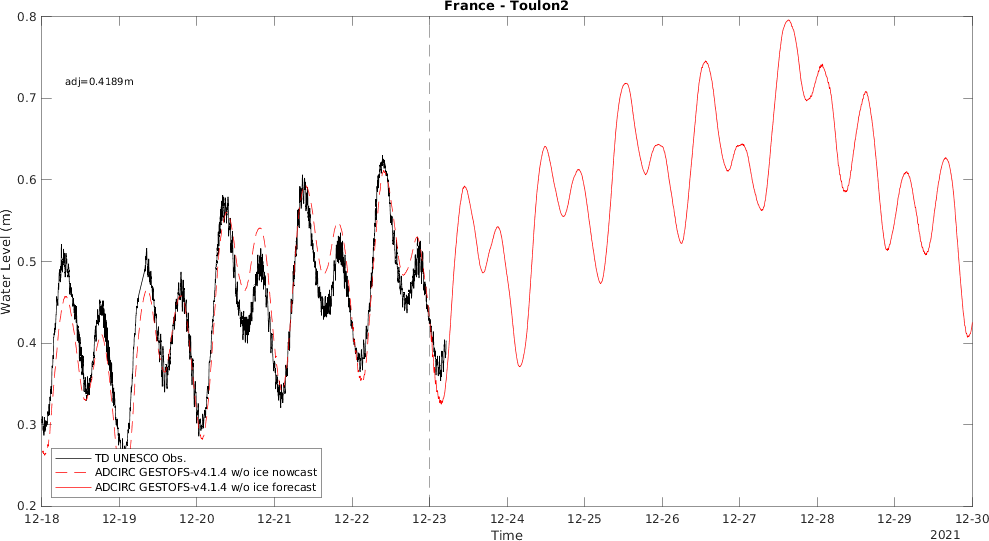 France - Toulon2
adj=0.4189m
0.8
0.7
0.6
0.5
0.4
0.3
0.2
Water Level (m)
TD UNESCO Obs.
ADCIRC GESTOFS-v4.1.4 w/o ice nowcast
ADCIRC GESTOFS-v4.1.4 w/o ice forecast
12-18 12-19 12-20 12-21 12-22 12-23 12-24 12-25 12-26 12-27 12-28 12-29 12-30
Time
2021